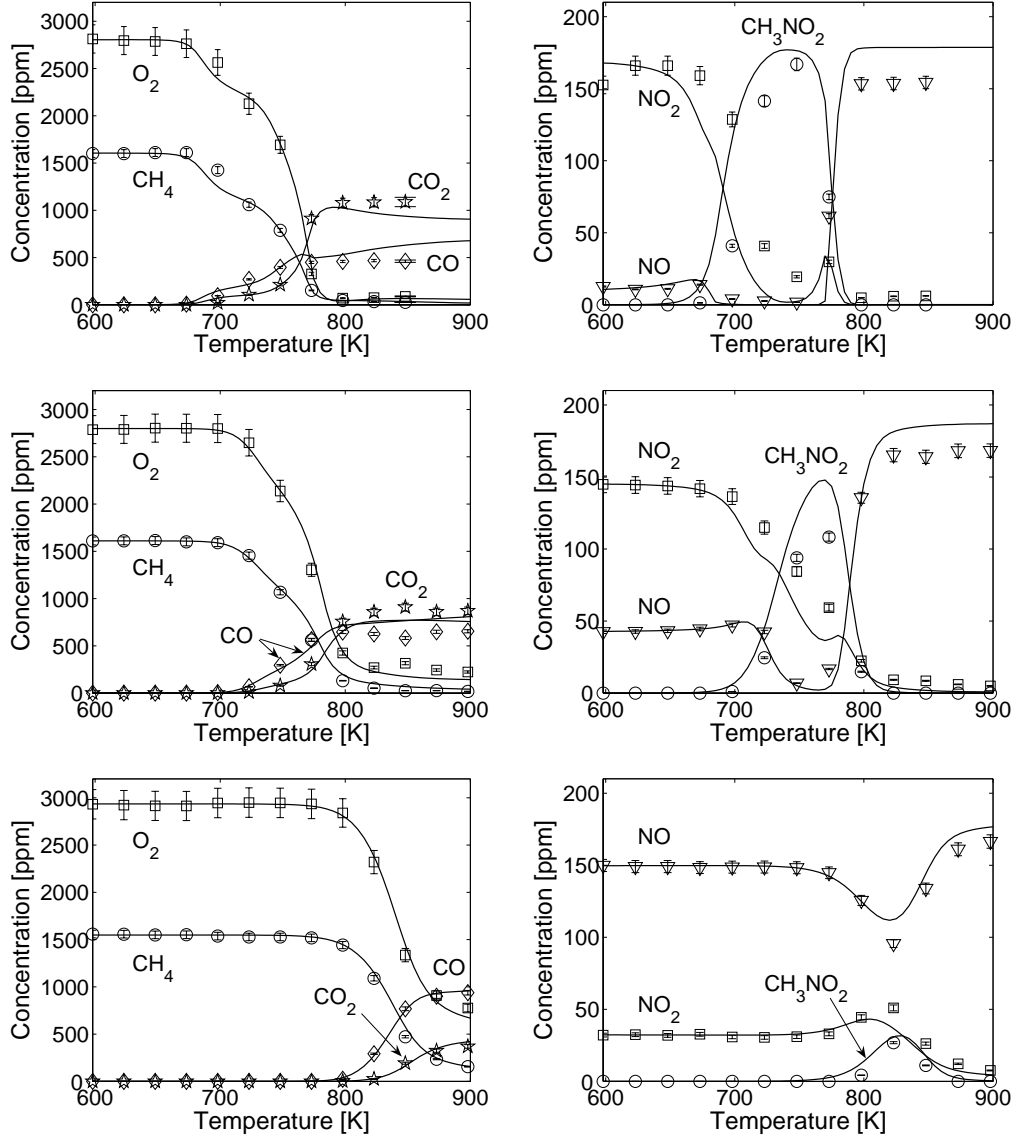 3000
2500
2000
1500
1000
500
0
600
700
800
900
Concentration [ppm]
Temperature [K]
O2
CH4
CO2
CO
200
150
100
50
0
600
700
800
900
Concentration [ppm]
Temperature [K]
CH3NO2
NO2
NO
3000
2500
2000
1500
1000
500
0
600
700
800
900
Concentration [ppm]
Temperature [K]
O2
CH4
CO2
CO
200
150
100
50
0
600
700
800
900
Concentration [ppm]
Temperature [K]
NO2
CH3NO2
NO
3000
2500
2000
1500
1000
500
0
600
700
800
900
Concentration [ppm]
Temperature [K]
O2
CH4
CO
CO2
200
150
100
50
0
600
700
800
900
Concentration [ppm]
Temperature [K]
NO
CH3NO2
NO2